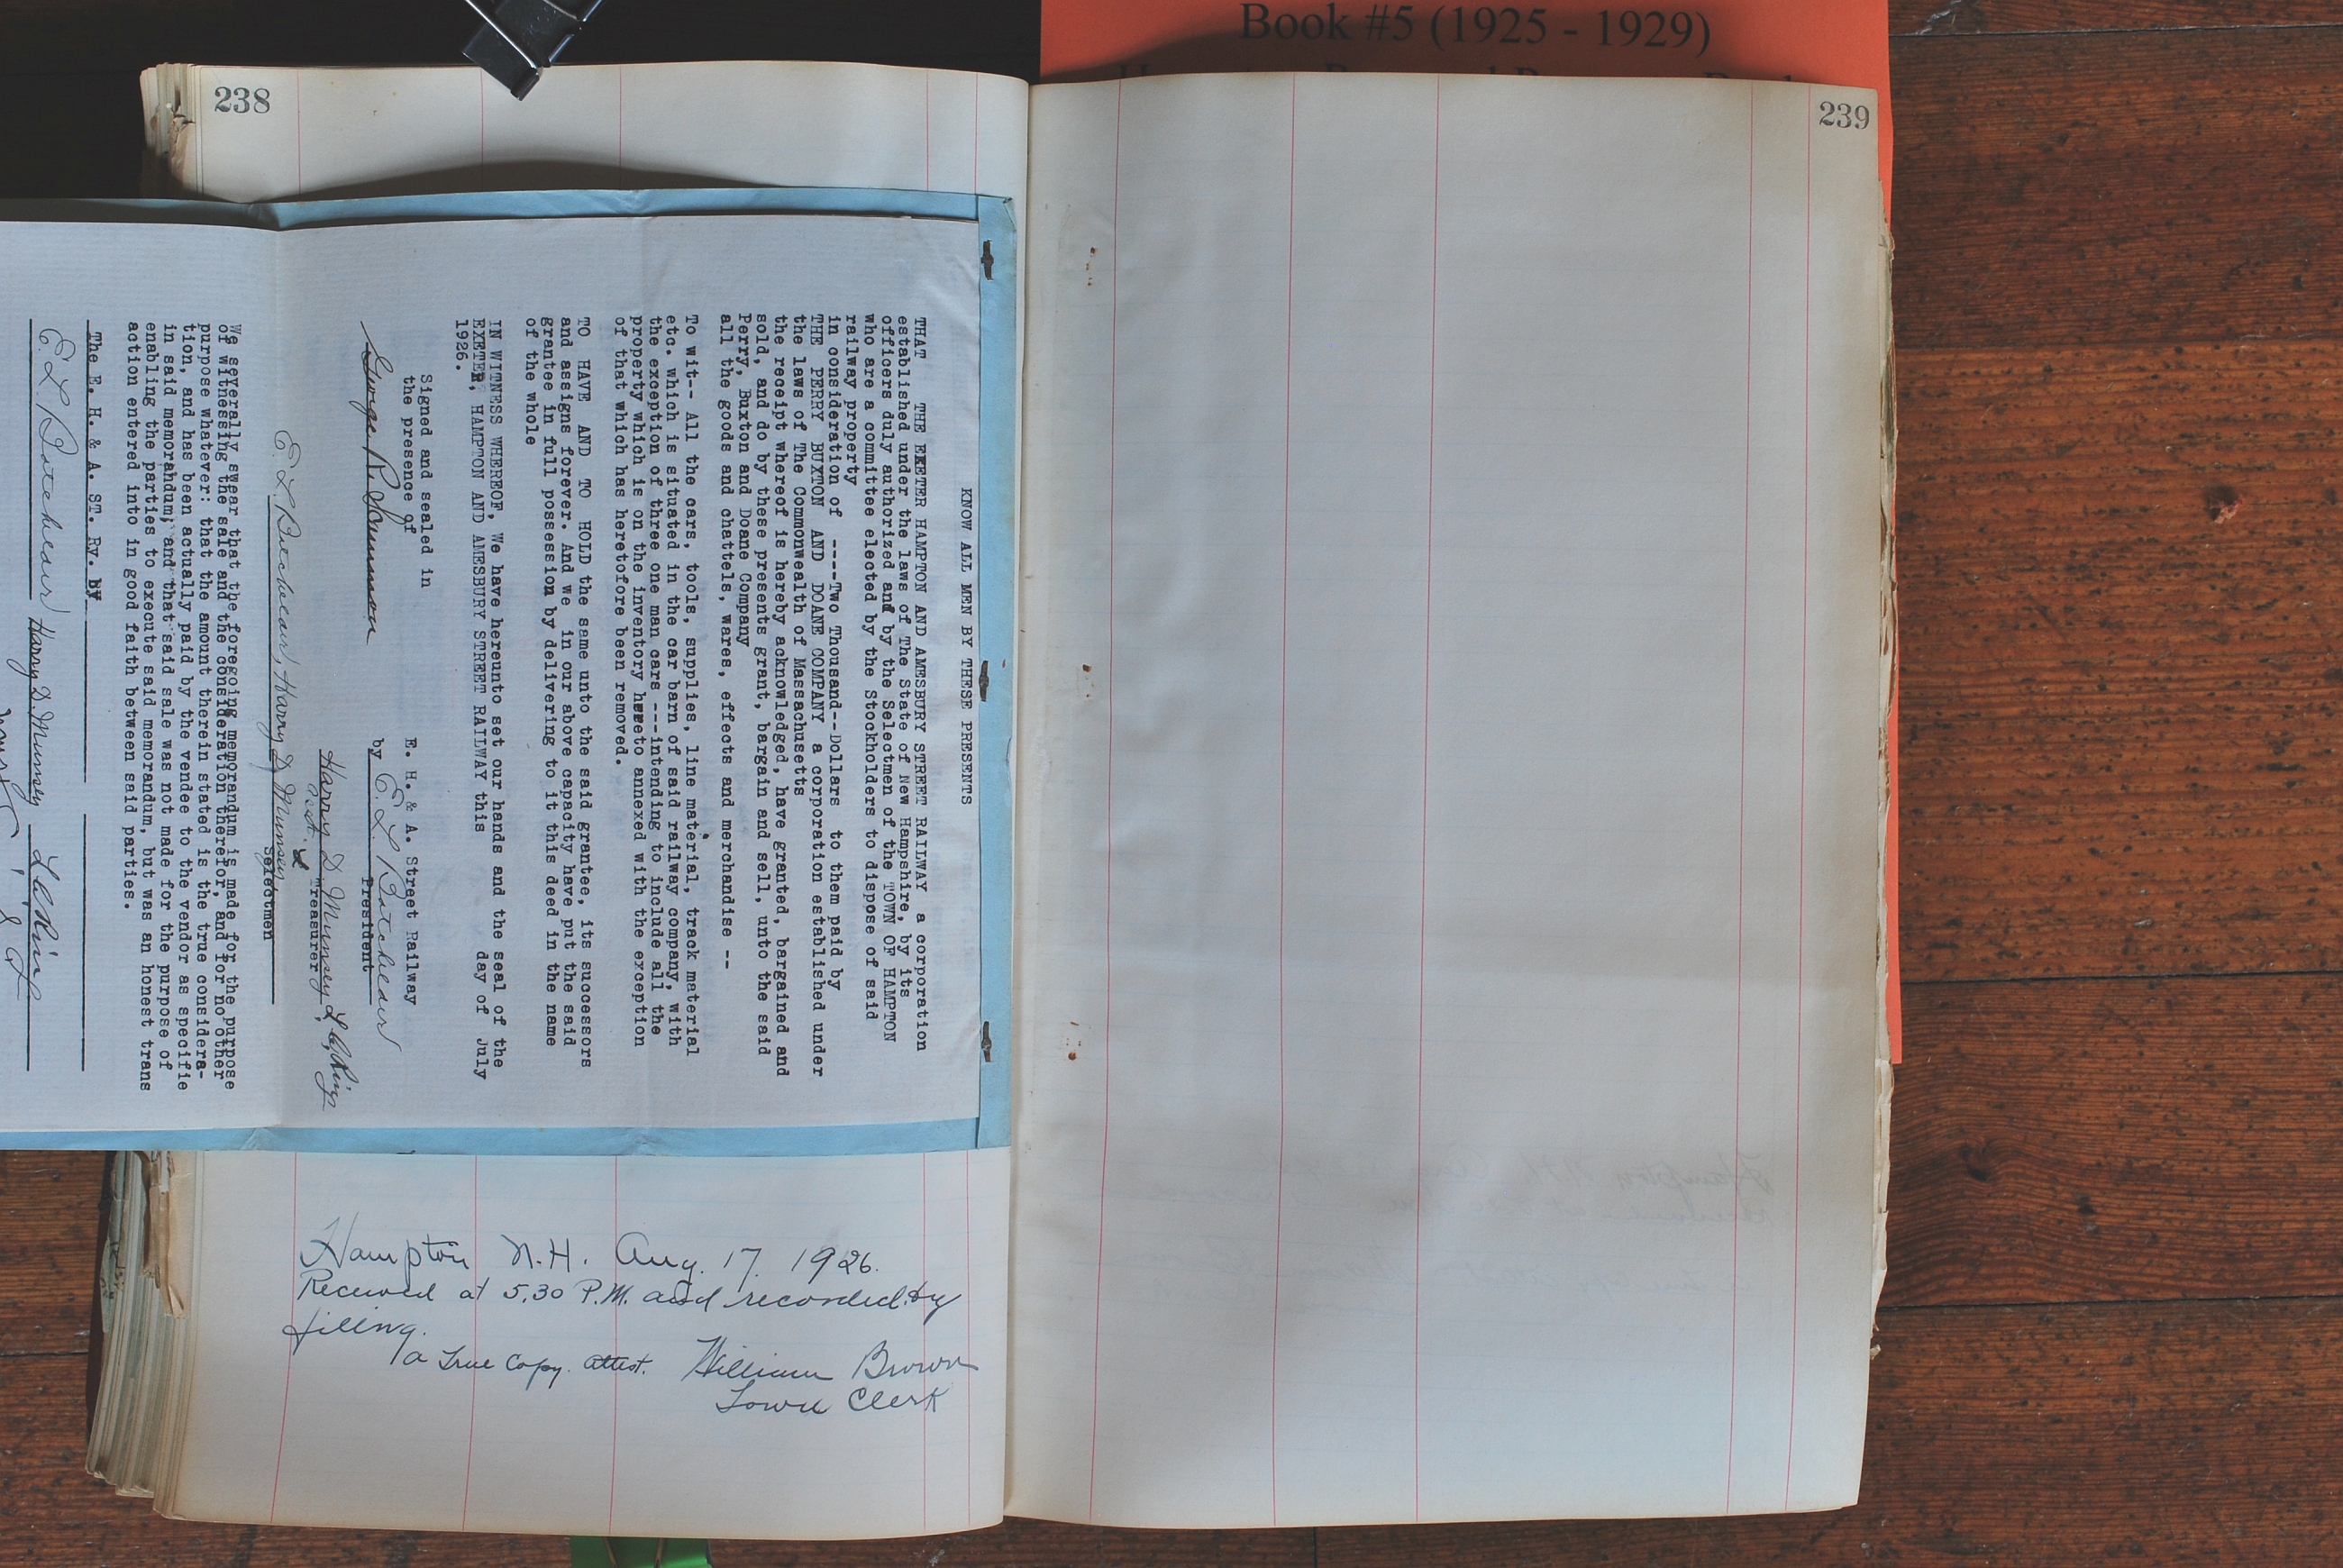 Book #5 (1925 - 1929)
238
239
KNOW ALL MEN BY THESE PRESENTS
THAT THE EXETER HAMPTON AND AMESBURY STREET RAILWAY a corporation
established under the laws of The State of New Hampshire, by its
officers duly authorized and by the Selectmen of the TOWN OF HAMPTON
who are a committee elected by the Stockholders to dispose of said
railway property
in consideration of ----Two Thousand--Dollars to them paid by
THE PERRY BUXTON AND DOANE COMPANY a corporation established under
the laws of The Commonwealth of Massachusetts
the receipt whereof is hereby acknowledged, have granted, bargained and
sold, and do by these presents grant, bargain and sell, unto the said
Perry, Buxton and Doane Company
all the goods and chattels, wares, effects and merchandise --
To wit-- All the cars, tools, supplies, line material, track material
etc. which is situated in the car barn of said railway company, with
the exception of three one man cars ---intending to include all the
property which is on the inventory hereto annexed with the exception
of that which has heretofore been removed.
TO HAVE AND TO HOLD the same unto the said grantee, its successors
and assigns forever. And we in our above capacity have put the said
grantee in full possession by delivering to it this deed in the name
of the whole
IN WITNESS WHEREOF, We have hereunto set our hands and the seal of the
EXETER, HAMPTON AND AMESBURY STREET RAILWAY this day of July
1926.
Signed and sealed in
the presence of
E. H. & A. Street Railway
by E. L. Batchelder
President
Harry D. Munsey
Treasurer
E. L. Batchelder, Harry D. Munsey
Selectmen
We severally swear that the foregoing memorandum is made for the purpose
of witnessing the sale and the consideration therefor, and for no other
purpose whatever: that the amount therein stated is the true considera-
tion, and has been actually paid by the vendee to the vendor as specifie
in said memorahdum; and that said sale was not made for the purpose of
enabling the parties to execute said memorandum, but was an honest trans
action entered into in good faith between said parties.
The E. H. & A. ST. Ry. by
E. L. Batchelder Harry D. Munsey
Hampton N.H. Aug. 17. 1926.
Received at 5.30 P.M. and recorded by
filing.
a True Copy. attest. William Brown
Town Clerk